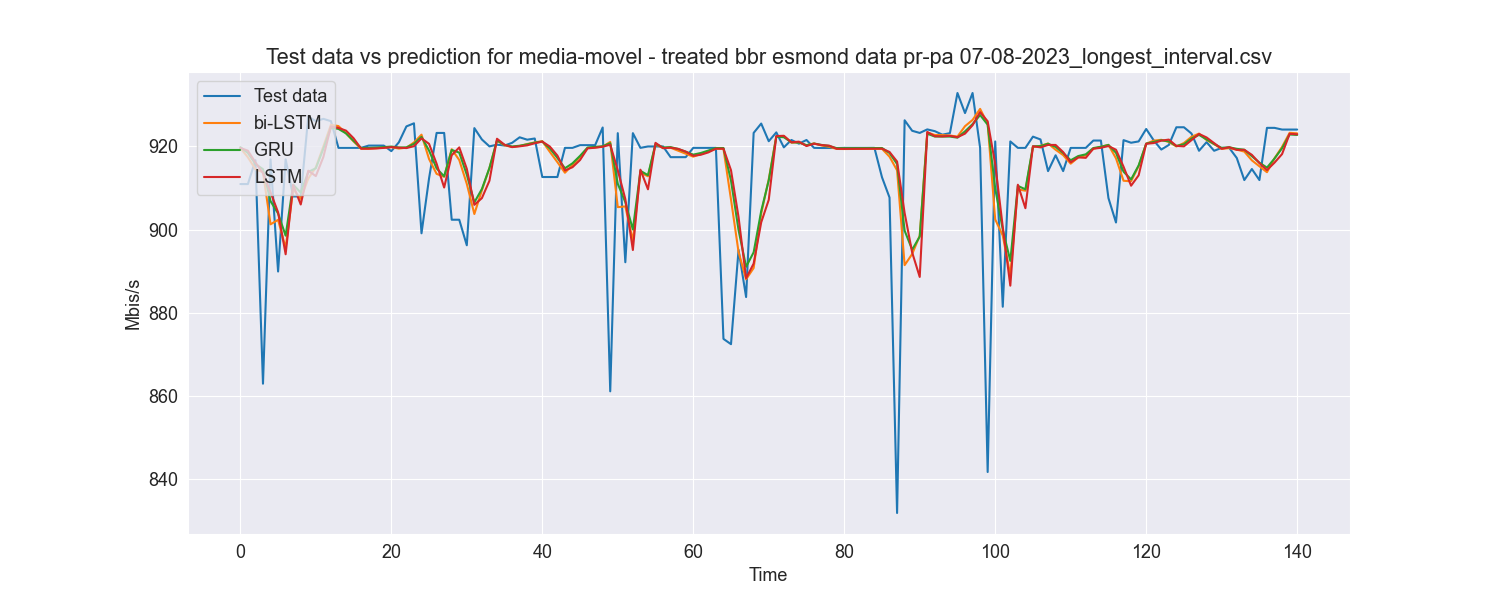 Test data vs prediction for media-movel - treated bbr esmond data pr-pa 07-08-2023_longest_interval.csv
Test data
bi-LSTM
GRU
LSTM
920
900
880
860
840
Mbis/s
0 20 40 60 80 100 120 140
Time